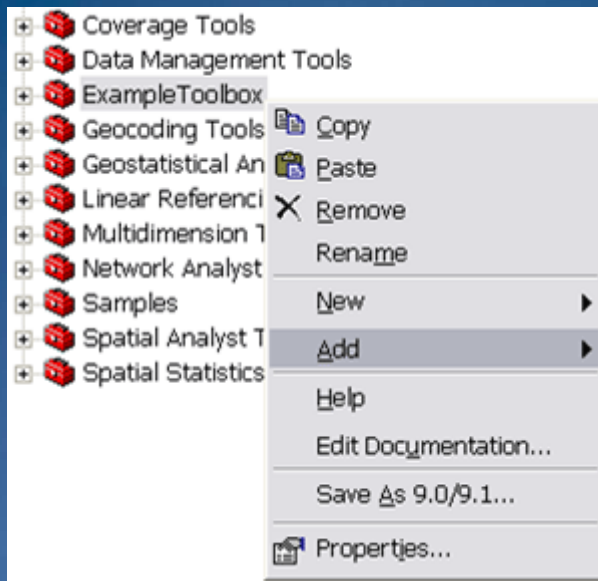 Coverage Tools
Data Management Tools
ExampleToolbox
Geocoding Tools
Geostatistical An
Linear Referenci
Multidimension T
Network Analyst
Samples
Spatial Analyst T
Spatial Statistics
Copy
Paste
Remove
Rename
New
Add
Help
Edit Documentation...
Save As 9.0/9.1...
Properties...